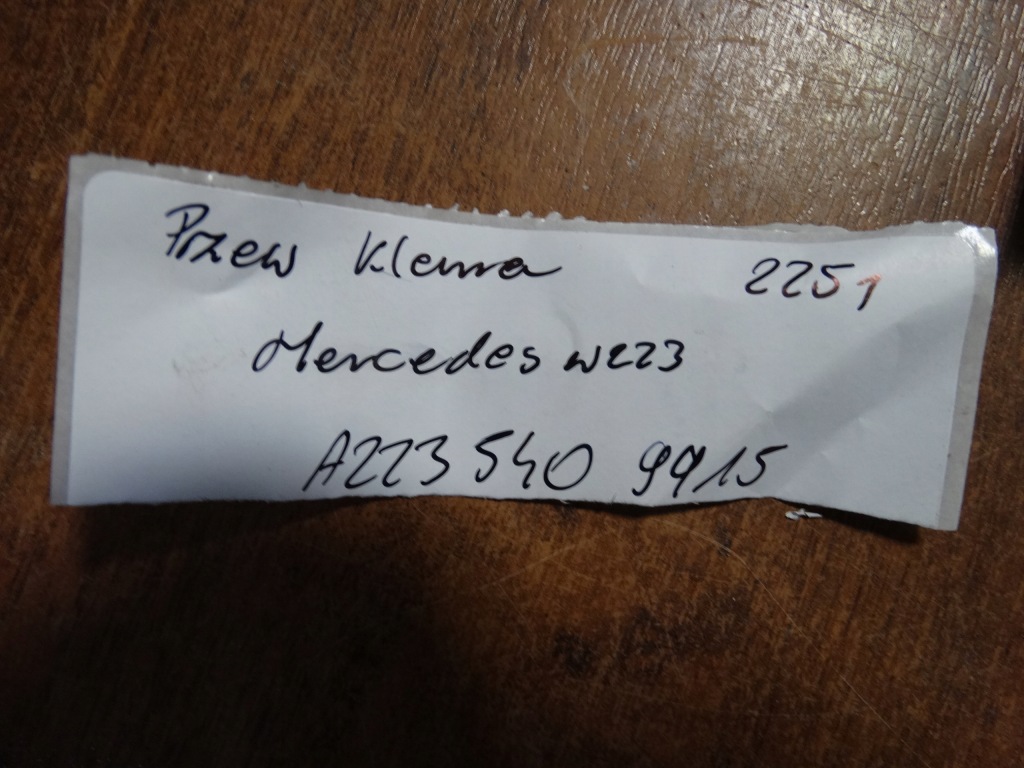 Przew Klema 2251
Mercedes W223
A223 540 9915